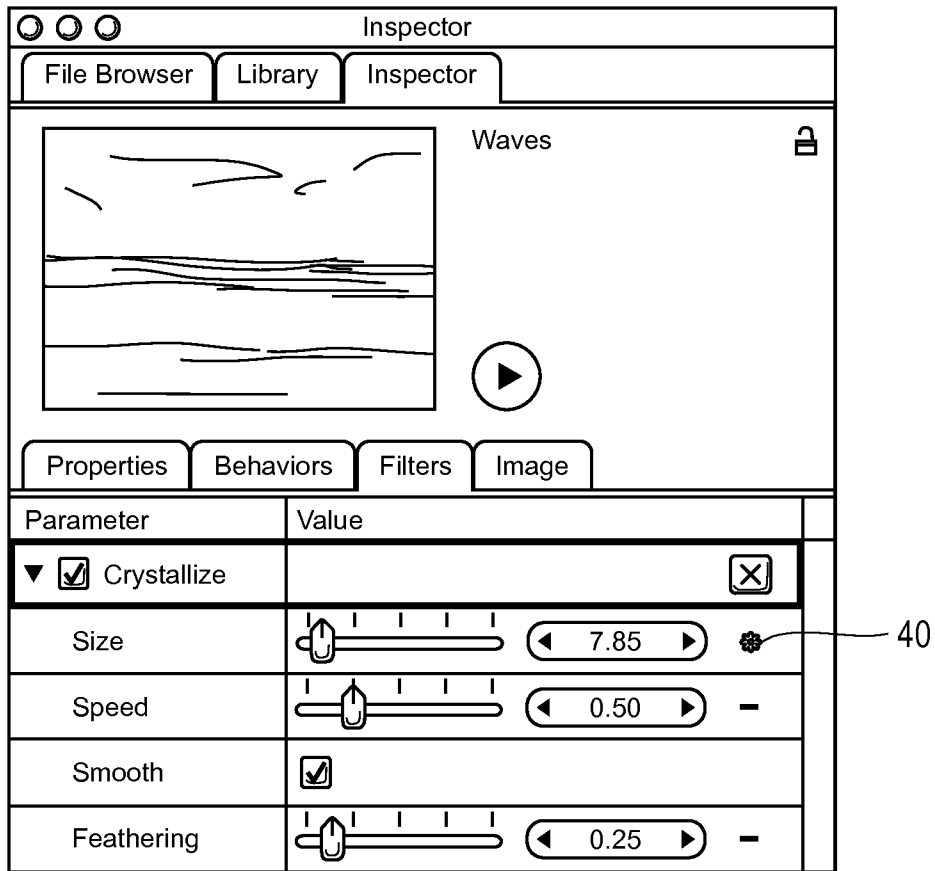 Inspector
File Browser Library Inspector
Waves
Properties Behaviors Filters Image
Parameter Value
Crystallize
Size 7.85 40
Speed 0.50
Smooth
Feathering 0.25